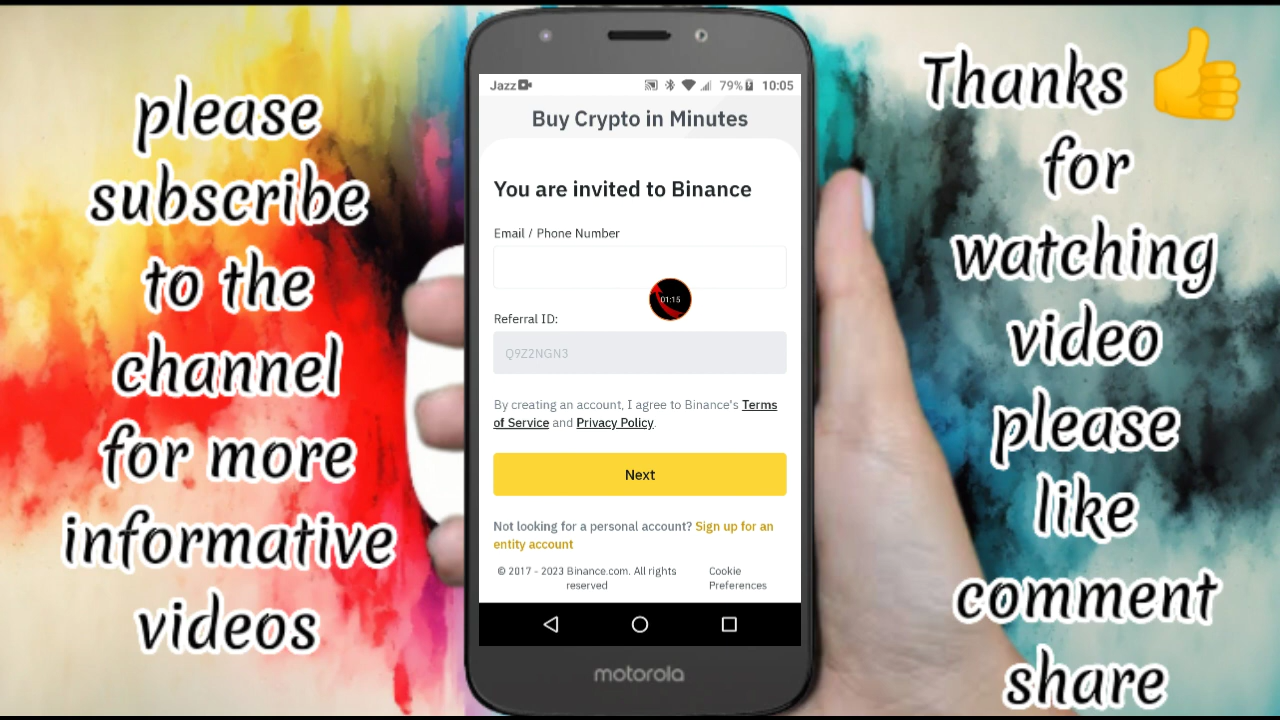 please
subscribe
to the
channel
for more
informative
videos
Jazz
79%
10:05
Buy Crypto in Minutes
You are invited to Binance
Email / Phone Number
01:15
Referral ID:
Q9Z2NGN3
By creating an account, I agree to Binance's Terms
of Service and Privacy Policy.
Next
Not looking for a personal account? Sign up for an
entity account
© 2017 - 2023 Binance.com. All rights
reserved
Cookie
Preferences
motorola
Thanks
for
watching
video
please
like
comment
share